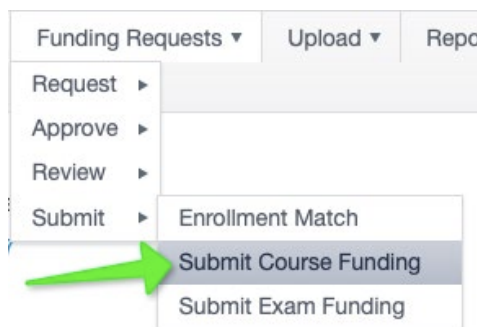 Funding Requests ▼ Upload ▼
Request ►
Approve ►
Review ►
Submit ► Enrollment Match
Submit Course Funding
Submit Exam Funding